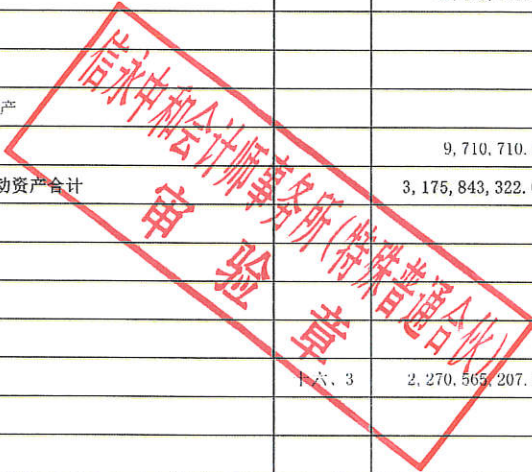 产
9,710,710.
动资产合计
3,175,843,322.
信永中和会计师事务所(特殊普通合伙)
审验章
十六、3
2,270,565,207.